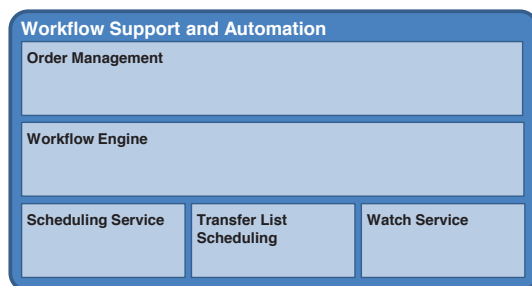 Workflow Support and Automation
Order Management
Workflow Engine
Scheduling Service
Transfer List
Scheduling
Watch Service